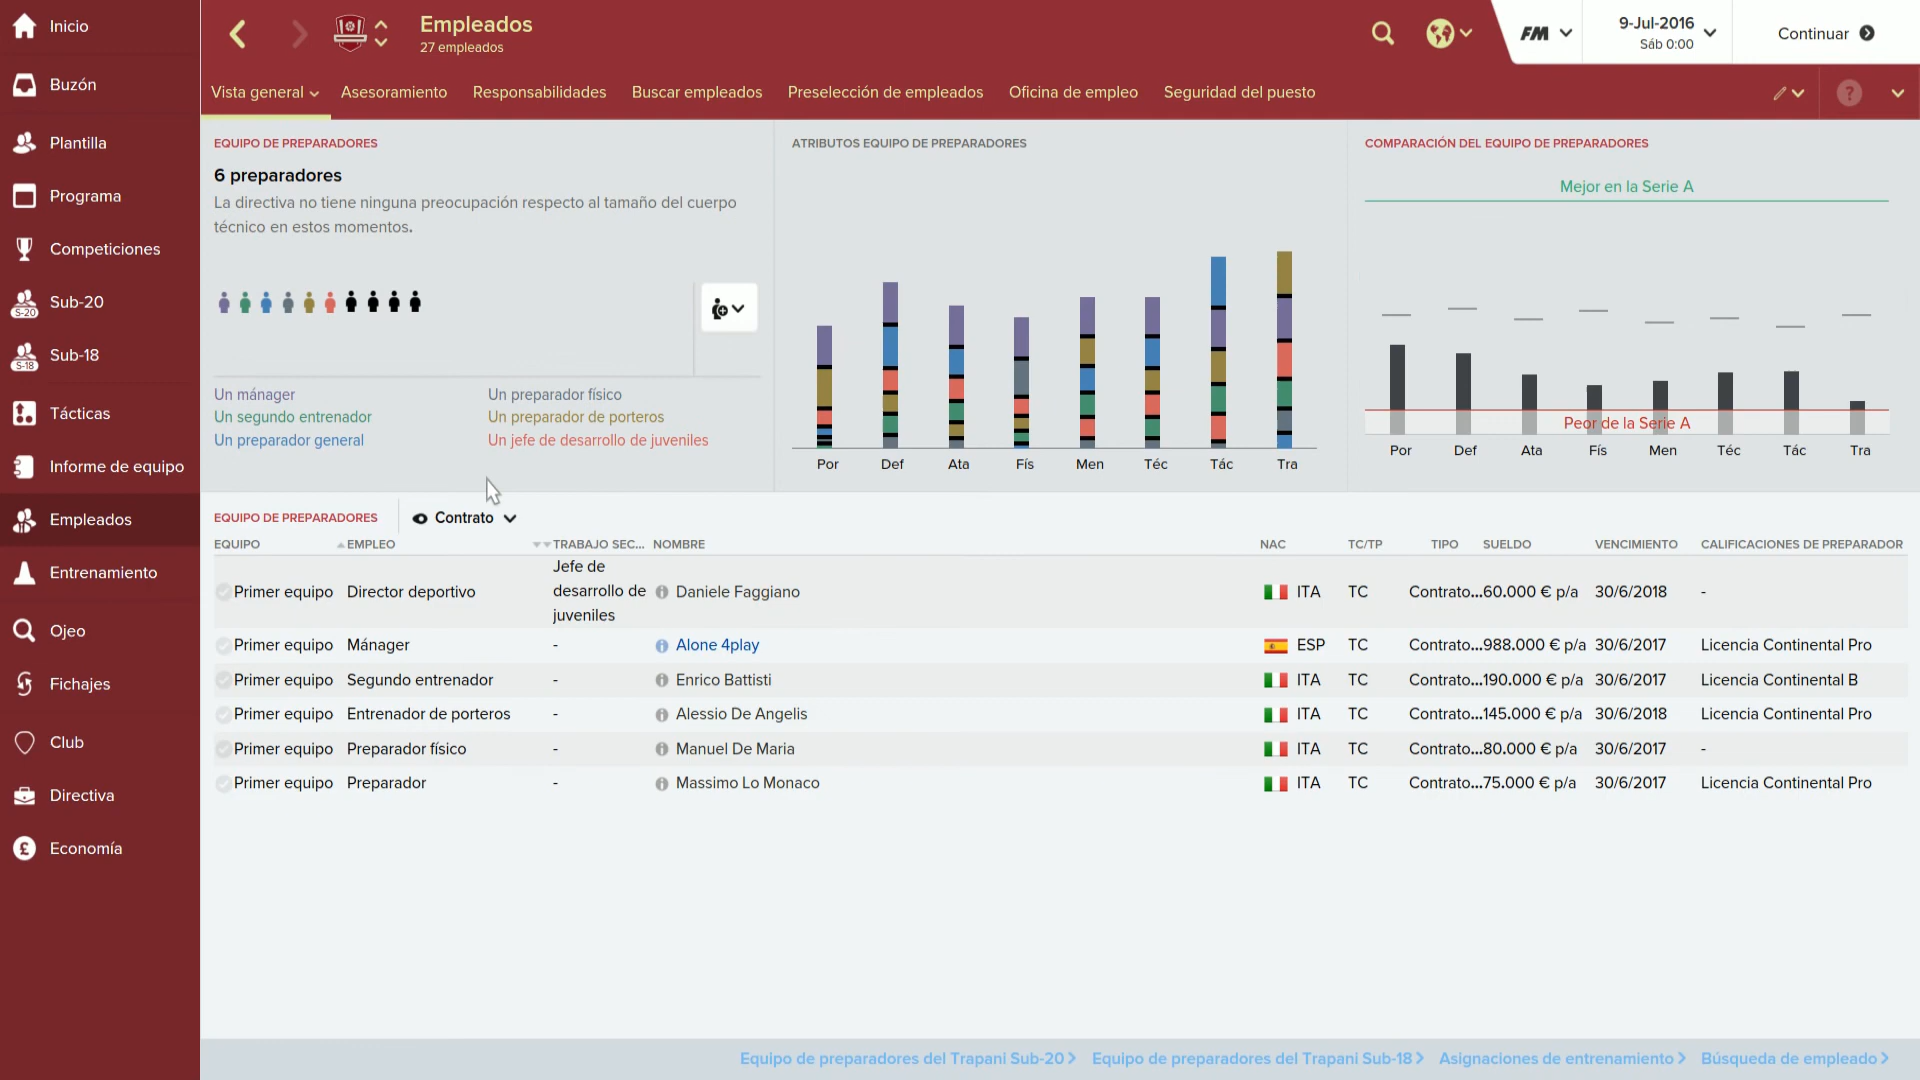 Inicio
Buzón
Plantilla
Programa
Competiciones
S-20
Sub-20
S-18
Sub-18
Tácticas
Informe de equipo
Empleados
Entrenamiento
Ojeo
Fichajes
Club
Directiva
Economía
Empleados
27 empleados
FM
9-Jul-2016
Sáb 0:00
Continuar
Vista general
Asesoramiento
Responsabilidades
Buscar empleados
Preselección de empleados
Oficina de empleo
Seguridad del puesto
?
EQUIPO DE PREPARADORES
6 preparadores
La directiva no tiene ninguna preocupación respecto al tamaño del cuerpo
técnico en estos momentos.
Un mánager
Un segundo entrenador
Un preparador general
Un preparador físico
Un preparador de porteros
Un jefe de desarrollo de juveniles
ATRIBUTOS EQUIPO DE PREPARADORES
Por Def Ata Fís Men Téc Tác Tra
COMPARACIÓN DEL EQUIPO DE PREPARADORES
Mejor en la Serie A
Peor de la Serie A
Por Def Ata Fís Men Téc Tác Tra
EQUIPO DE PREPARADORES Contrato
EQUIPO EMPLEO TRABAJO SEC... NOMBRE NAC TC/TP TIPO SUELDO VENCIMIENTO CALIFICACIONES DE PREPARADOR
Primer equipo Director deportivo Jefe de
desarrollo de
juveniles Daniele Faggiano ITA TC Contrato...60.000 € p/a 30/6/2018 -
Primer equipo Mánager - Alone 4play ESP TC Contrato...988.000 € p/a 30/6/2017 Licencia Continental Pro
Primer equipo Segundo entrenador - Enrico Battisti ITA TC Contrato...190.000 € p/a 30/6/2017 Licencia Continental B
Primer equipo Entrenador de porteros - Alessio De Angelis ITA TC Contrato...145.000 € p/a 30/6/2018 Licencia Continental Pro
Primer equipo Preparador físico - Manuel De Maria ITA TC Contrato...80.000 € p/a 30/6/2017 -
Primer equipo Preparador - Massimo Lo Monaco ITA TC Contrato...75.000 € p/a 30/6/2017 Licencia Continental Pro
Equipo de preparadores del Trapani Sub-20 Equipo de preparadores del Trapani Sub-18 Asignaciones de entrenamiento Búsqueda de empleado